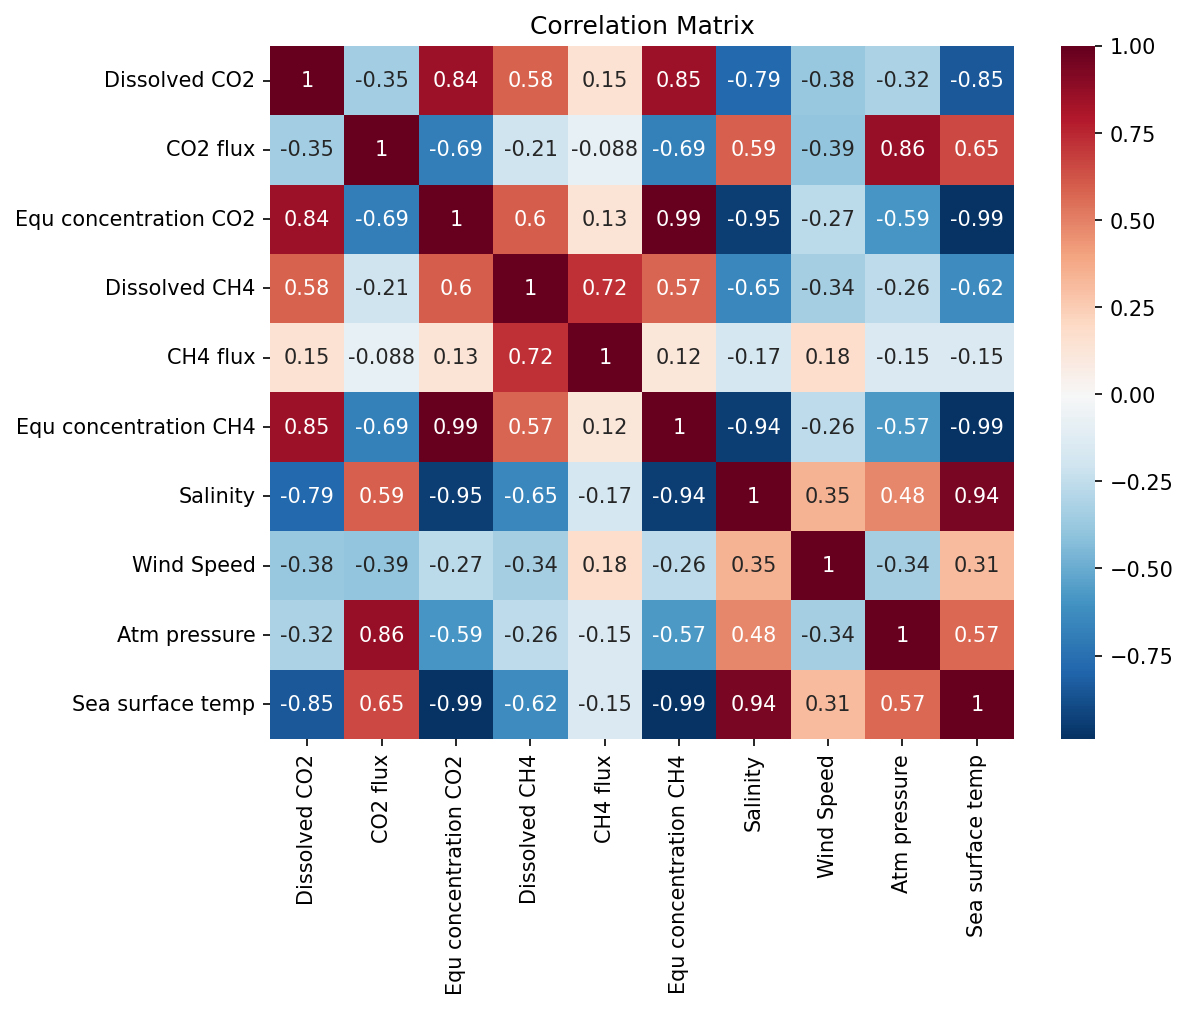 Correlation Matrix
Dissolved CO2 1 -0.35 0.84 0.58 0.15 0.85 -0.79 -0.38 -0.32 -0.85
CO2 flux -0.35 1 -0.69 -0.21 -0.088 -0.69 0.59 -0.39 0.86 0.65
Equ concentration CO2 0.84 -0.69 1 0.6 0.13 0.99 -0.95 -0.27 -0.59 -0.99
Dissolved CH4 0.58 -0.21 0.6 1 0.72 0.57 -0.65 -0.34 -0.26 -0.62
CH4 flux 0.15 -0.088 0.13 0.72 1 0.12 -0.17 0.18 -0.15 -0.15
Equ concentration CH4 0.85 -0.69 0.99 0.57 0.12 1 -0.94 -0.26 -0.57 -0.99
Salinity -0.79 0.59 -0.95 -0.65 -0.17 -0.94 1 0.35 0.48 0.94
Wind Speed -0.38 -0.39 -0.27 -0.34 0.18 -0.26 0.35 1 -0.34 0.31
Atm pressure -0.32 0.86 -0.59 -0.26 -0.15 -0.57 0.48 -0.34 1 0.57
Sea surface temp -0.85 0.65 -0.99 -0.62 -0.15 -0.99 0.94 0.31 0.57 1
Dissolved CO2
CO2 flux
Equ concentration CO2
Dissolved CH4
CH4 flux
Equ concentration CH4
Salinity
Wind Speed
Atm pressure
Sea surface temp
1.00
0.75
0.50
0.25
0.00
−0.25
−0.50
−0.75